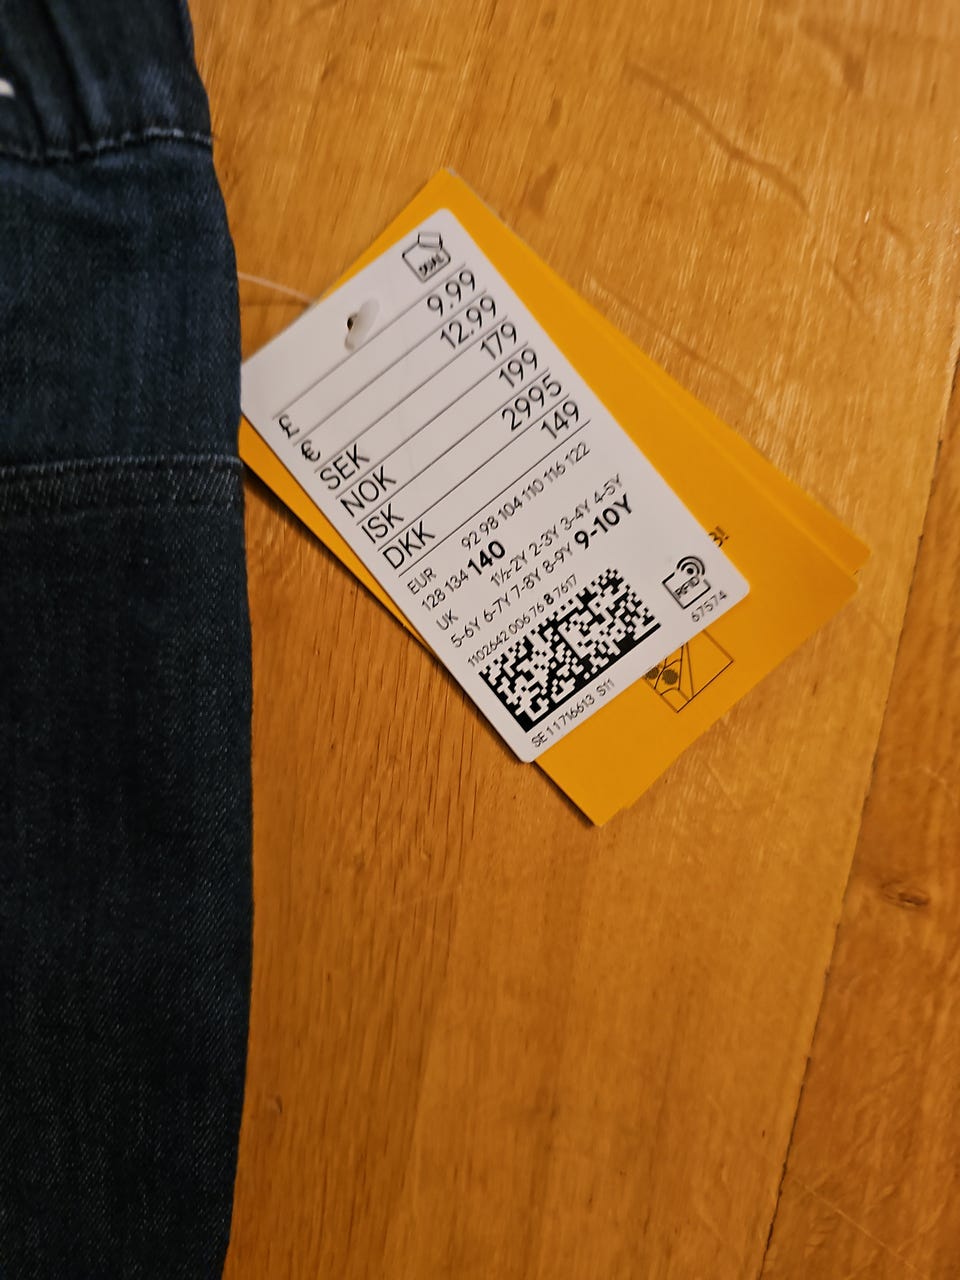 £ 9.99
€ 12.99
SEK 179
NOK 199
ISK 2995
DKK 149
EUR 92 98 104 110 116 122
128 134 140
UK 1½-2Y 2-3Y 3-4Y 4-5Y
5-6Y 6-7Y 7-8Y 8-9Y 9-10Y
1102642 006 76 8 7617
RFID
SE 11716613 S11
67574
3!